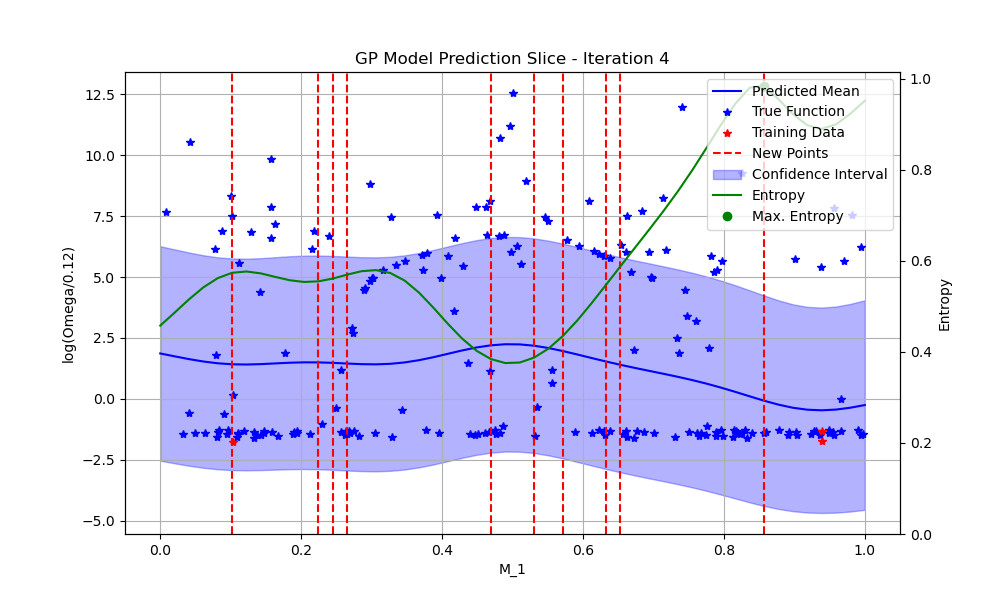 GP Model Prediction Slice - Iteration 4
12.5
10.0
7.5
5.0
2.5
0.0
−2.5
−5.0
log(Omega/0.12)
0.0
0.2
0.4
0.6
0.8
1.0
M_1
1.0
0.8
0.6
0.4
0.2
0.0
Entropy
Predicted Mean
True Function
Training Data
New Points
Confidence Interval
Entropy
Max. Entropy